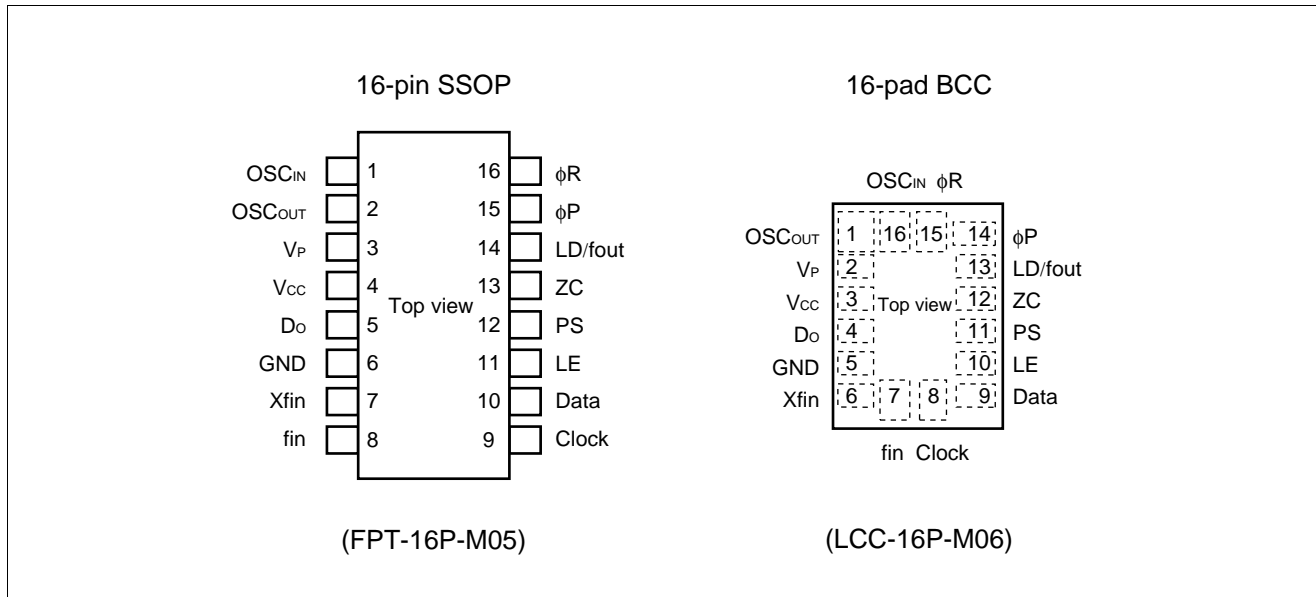 16-pin SSOP
OSCIN 1 16 ϕR
OSCOUT 2 15 ϕP
VP 3 14 LD/fout
VCC 4 13 ZC
Top view
DO 5 12 PS
GND 6 11 LE
Xfin 7 10 Data
fin 8 9 Clock
(FPT-16P-M05)
16-pad BCC
OSCIN ϕR
OSCOUT 1 16 15 14 ϕP
VP 2 13 LD/fout
VCC 3 Top view 12 ZC
DO 4 11 PS
GND 5 10 LE
Xfin 6 7 8 9 Data
fin Clock
(LCC-16P-M06)